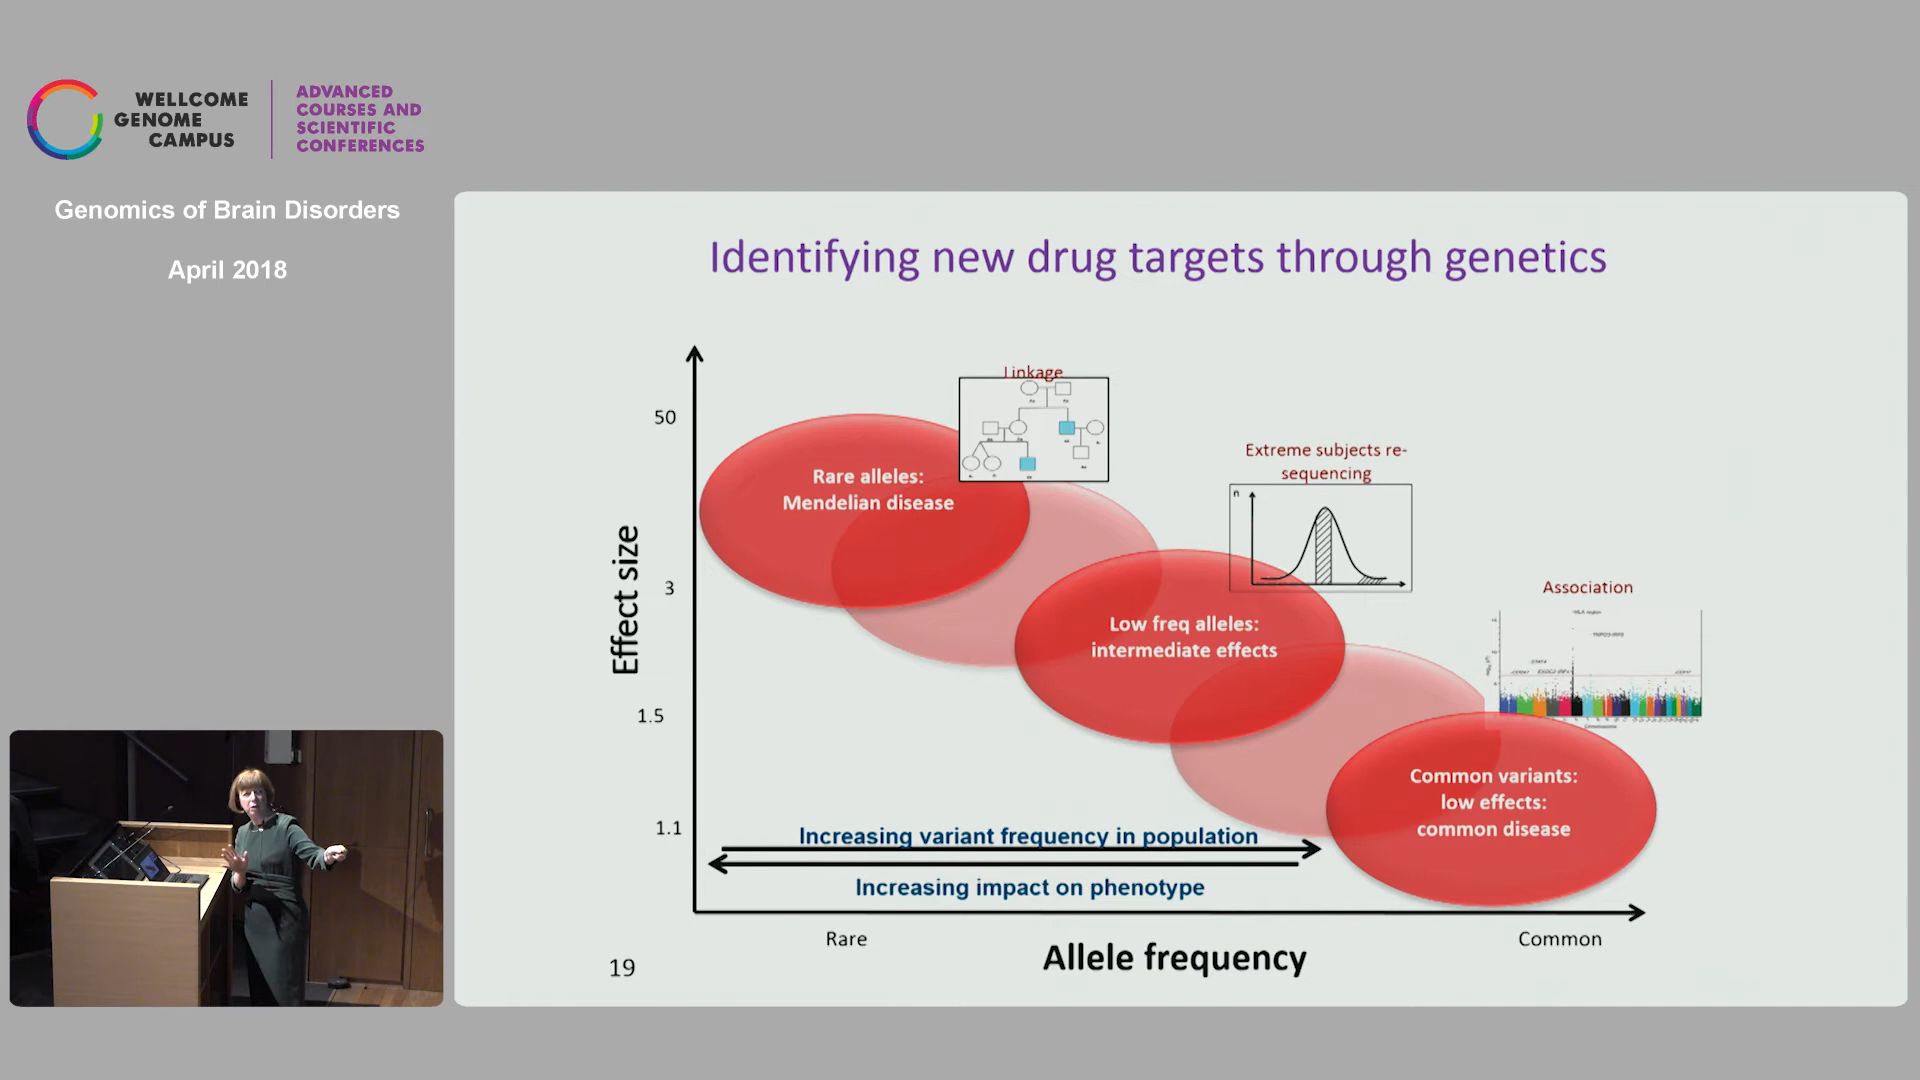 WELLCOME
GENOME
CAMPUS
ADVANCED
COURSES AND
SCIENTIFIC
CONFERENCES
Genomics of Brain Disorders
April 2018
Identifying new drug targets through genetics
Linkage
50
Rare alleles:
Mendelian disease
Extreme subjects re-
sequencing
n
Effect size
3
Association
Low freq alleles:
intermediate effects
1.5
Common variants:
low effects:
common disease
1.1
Increasing variant frequency in population
Increasing impact on phenotype
Rare
Common
Allele frequency
19